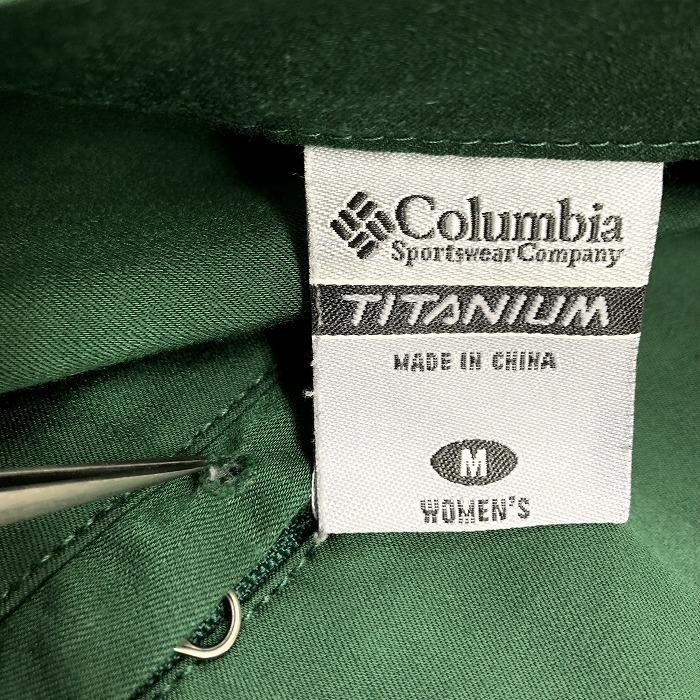 Columbia
Sportswear Company
TITANIUM
MADE IN CHINA
M
WOMEN'S